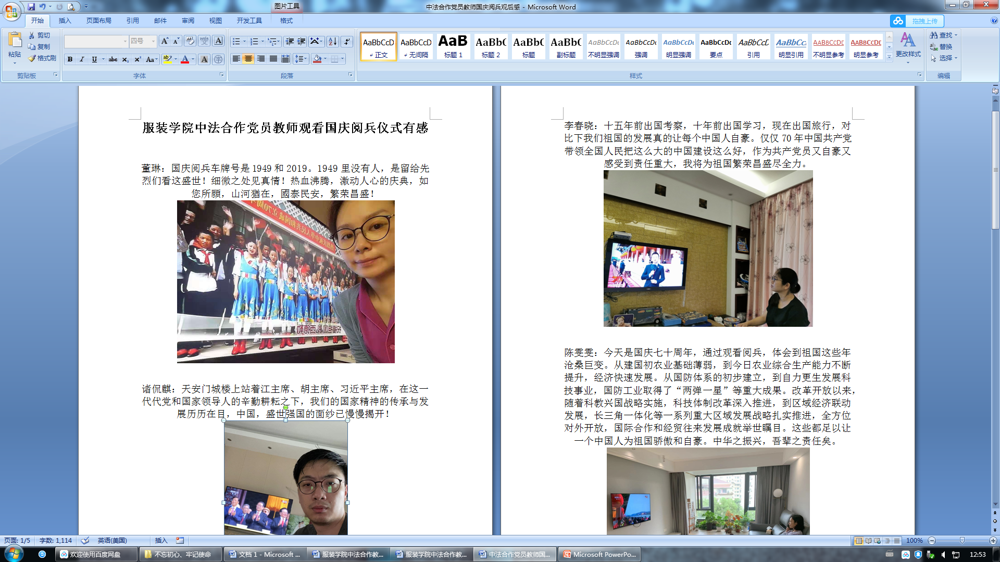 图片工具
中法合作党员教师国庆阅兵观后感 - Microsoft Word
开始 插入 页面布局 引用 邮件 审阅 视图 开发工具 格式
拖拽上传
粘贴
剪切
复制
格式刷
剪贴板
四号
字体
段落
AaBbCcD AaBbCcD AaB AaBbC AaBbC AaBbC AaBbCcDc AaBbCcDc AaBbCcDc AaBbCcDc AaBbCcD AaBbCc AaBbCcDd AaBbCcDd
正文 无间隔 标题 1 标题 2 标题 副标题 不明显强调 强调 明显强调 要点 引用 明显引用 不明显参考 明显参考
更改样式
样式
查找
替换
选择
编辑
服装学院中法合作党员教师观看国庆阅兵仪式有感
董琳：国庆阅兵车牌号是 1949 和 2019。1949 里没有人，是留给先
烈们看这盛世！细微之处见真情！热血沸腾，激动人心的庆典，如
您所願，山河猶在，國泰民安，繁荣昌盛！
诸侃麒：天安门城楼上站着江主席、胡主席、习近平主席，在这一
代代党和国家领导人的辛勤耕耘之下，我们的国家精神的传承与发
展历历在目，中国，盛世强国的面纱已慢慢揭开！
李春晓：十五年前出国考察，十年前出国学习，现在出国旅行，对
比下我们祖国的发展真的让每个中国人自豪。仅仅 70 年中国共产党
带领全国人民把这么大的中国建设这么好，作为共产党员又自豪又
感受到责任重大，我将为祖国繁荣昌盛尽全力。
陈雯雯：今天是国庆七十周年，通过观看阅兵，体会到祖国这些年
沧桑巨变。从建国初农业基础薄弱，到今日农业综合生产能力不断
提升，经济快速发展。从国防体系的初步建立，到自力更生发展科
技事业，国防工业取得了“两弹一星”等重大成果。改革开放以来，
随着科教兴国战略实施，科技体制改革深入推进，到区域经济联动
发展，长三角一体化等一系列重大区域发展战略扎实推进，全方位
对外开放，国际合作和经贸往来发展成就举世瞩目。这些都足以让
一个中国人为祖国骄傲和自豪。中华之振兴，吾辈之责任矣。
页面: 1/5 字数: 1,114 英语(美国) 插入 100%
欢迎使用百度网盘 不忘初心、牢记使命 文档 1 - Microsoft ... 服装学院中法合作教... 服装学院中法合作教... 中法合作党员教师国... Microsoft PowerPo... 12:53